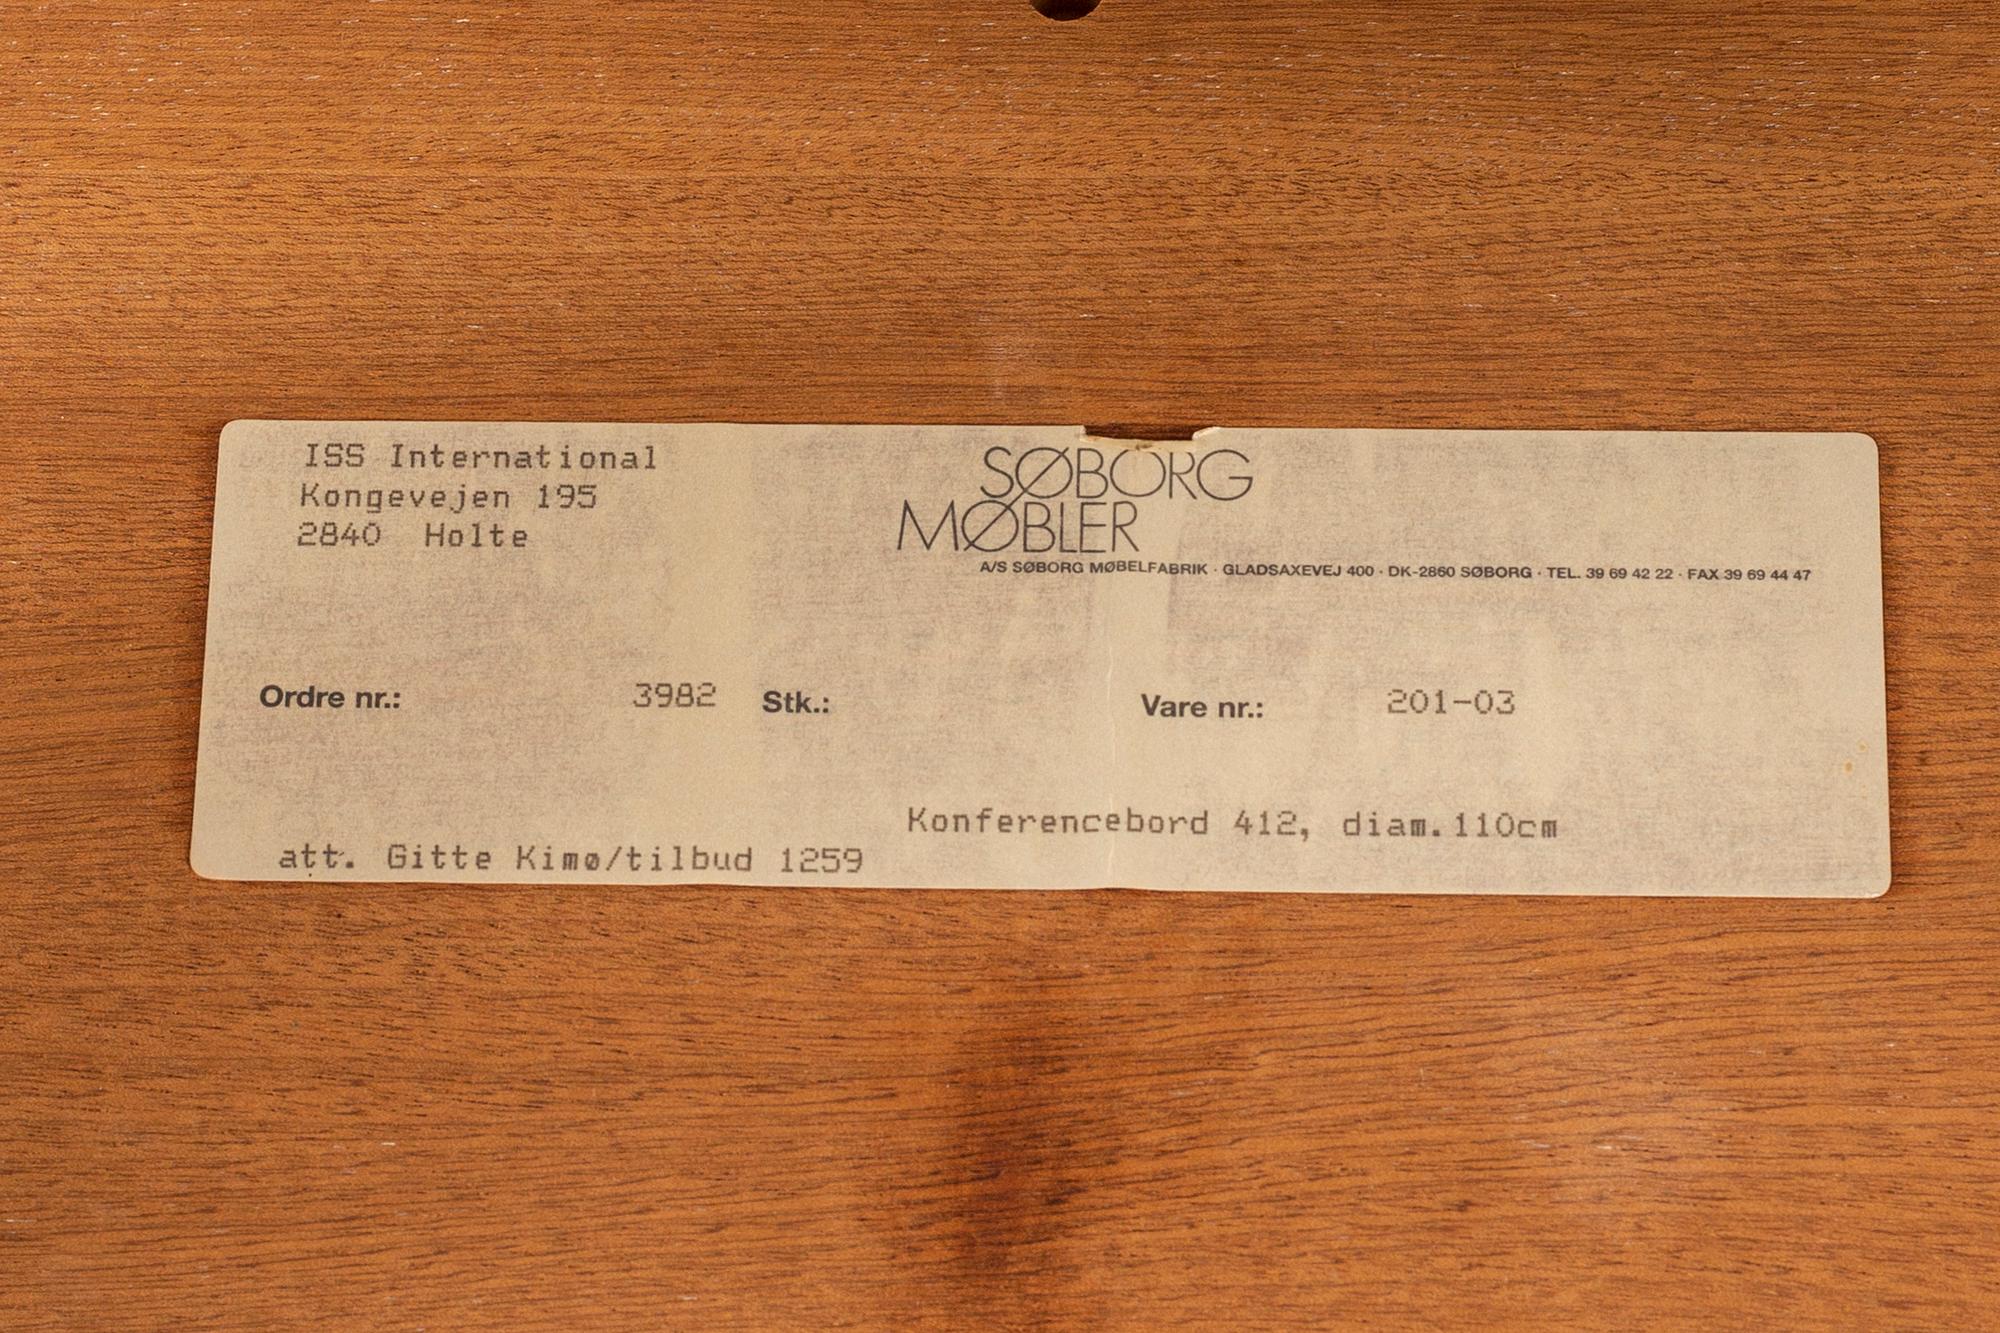 ISS International
Kongevejen 195
2840 Holte
SØBORG
MØBLER
A/S SØBORG MØBELFABRIK · GLADSAXEVEJ 400 · DK-2860 SØBORG · TEL. 39 69 42 22 · FAX 39 69 44 47
Ordre nr.: 3982 Stk.: Vare nr.: 201-03
Konferencebord 412, diam.110cm
att. Gitte Kimø/tilbud 1259